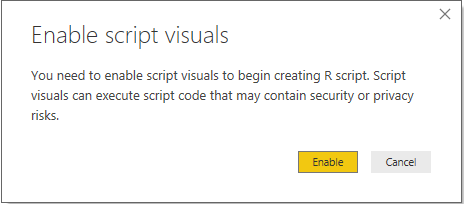 Enable script visuals
You need to enable script visuals to begin creating R script. Script
visuals can execute script code that may contain security or privacy
risks.
Enable
Cancel